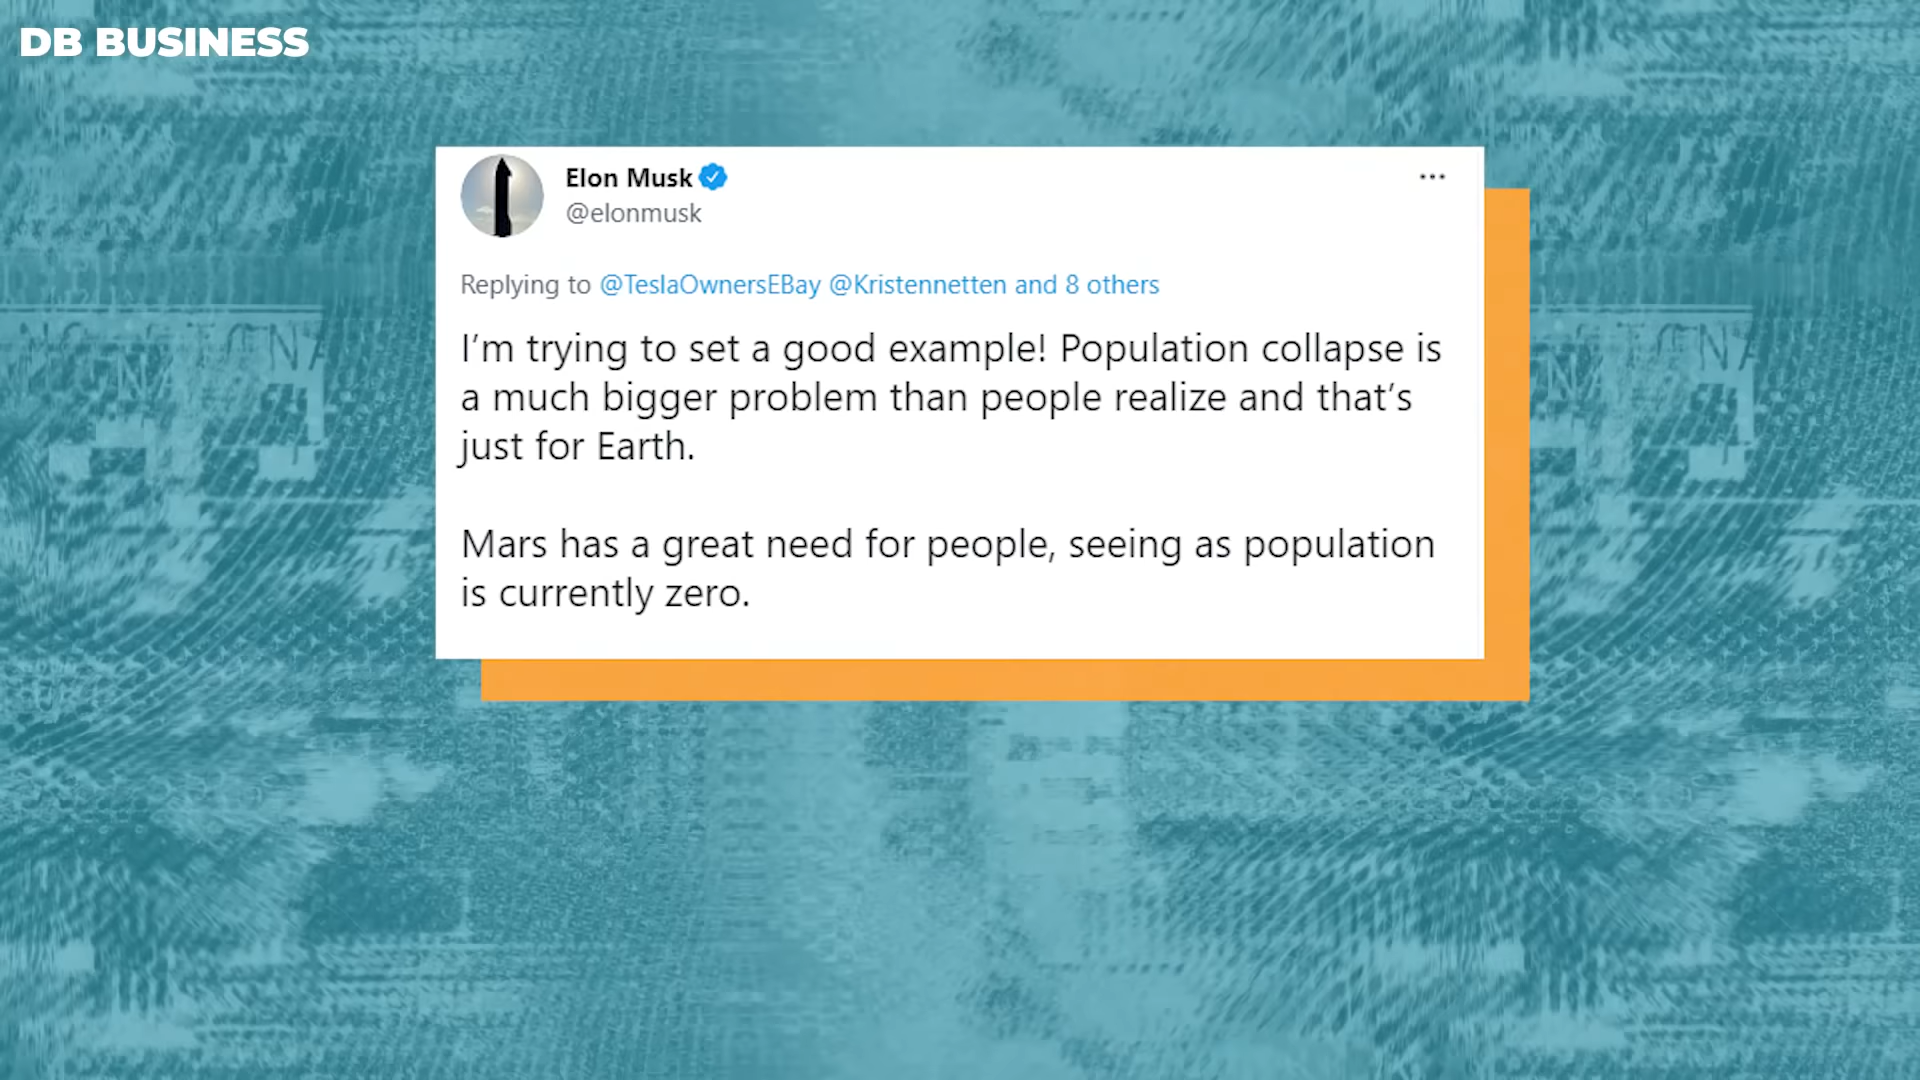 DB BUSINESS
Elon Musk
@elonmusk
Replying to @TeslaOwnersEBay @Kristennetten and 8 others
I’m trying to set a good example! Population collapse is
a much bigger problem than people realize and that’s
just for Earth.
Mars has a great need for people, seeing as population
is currently zero.